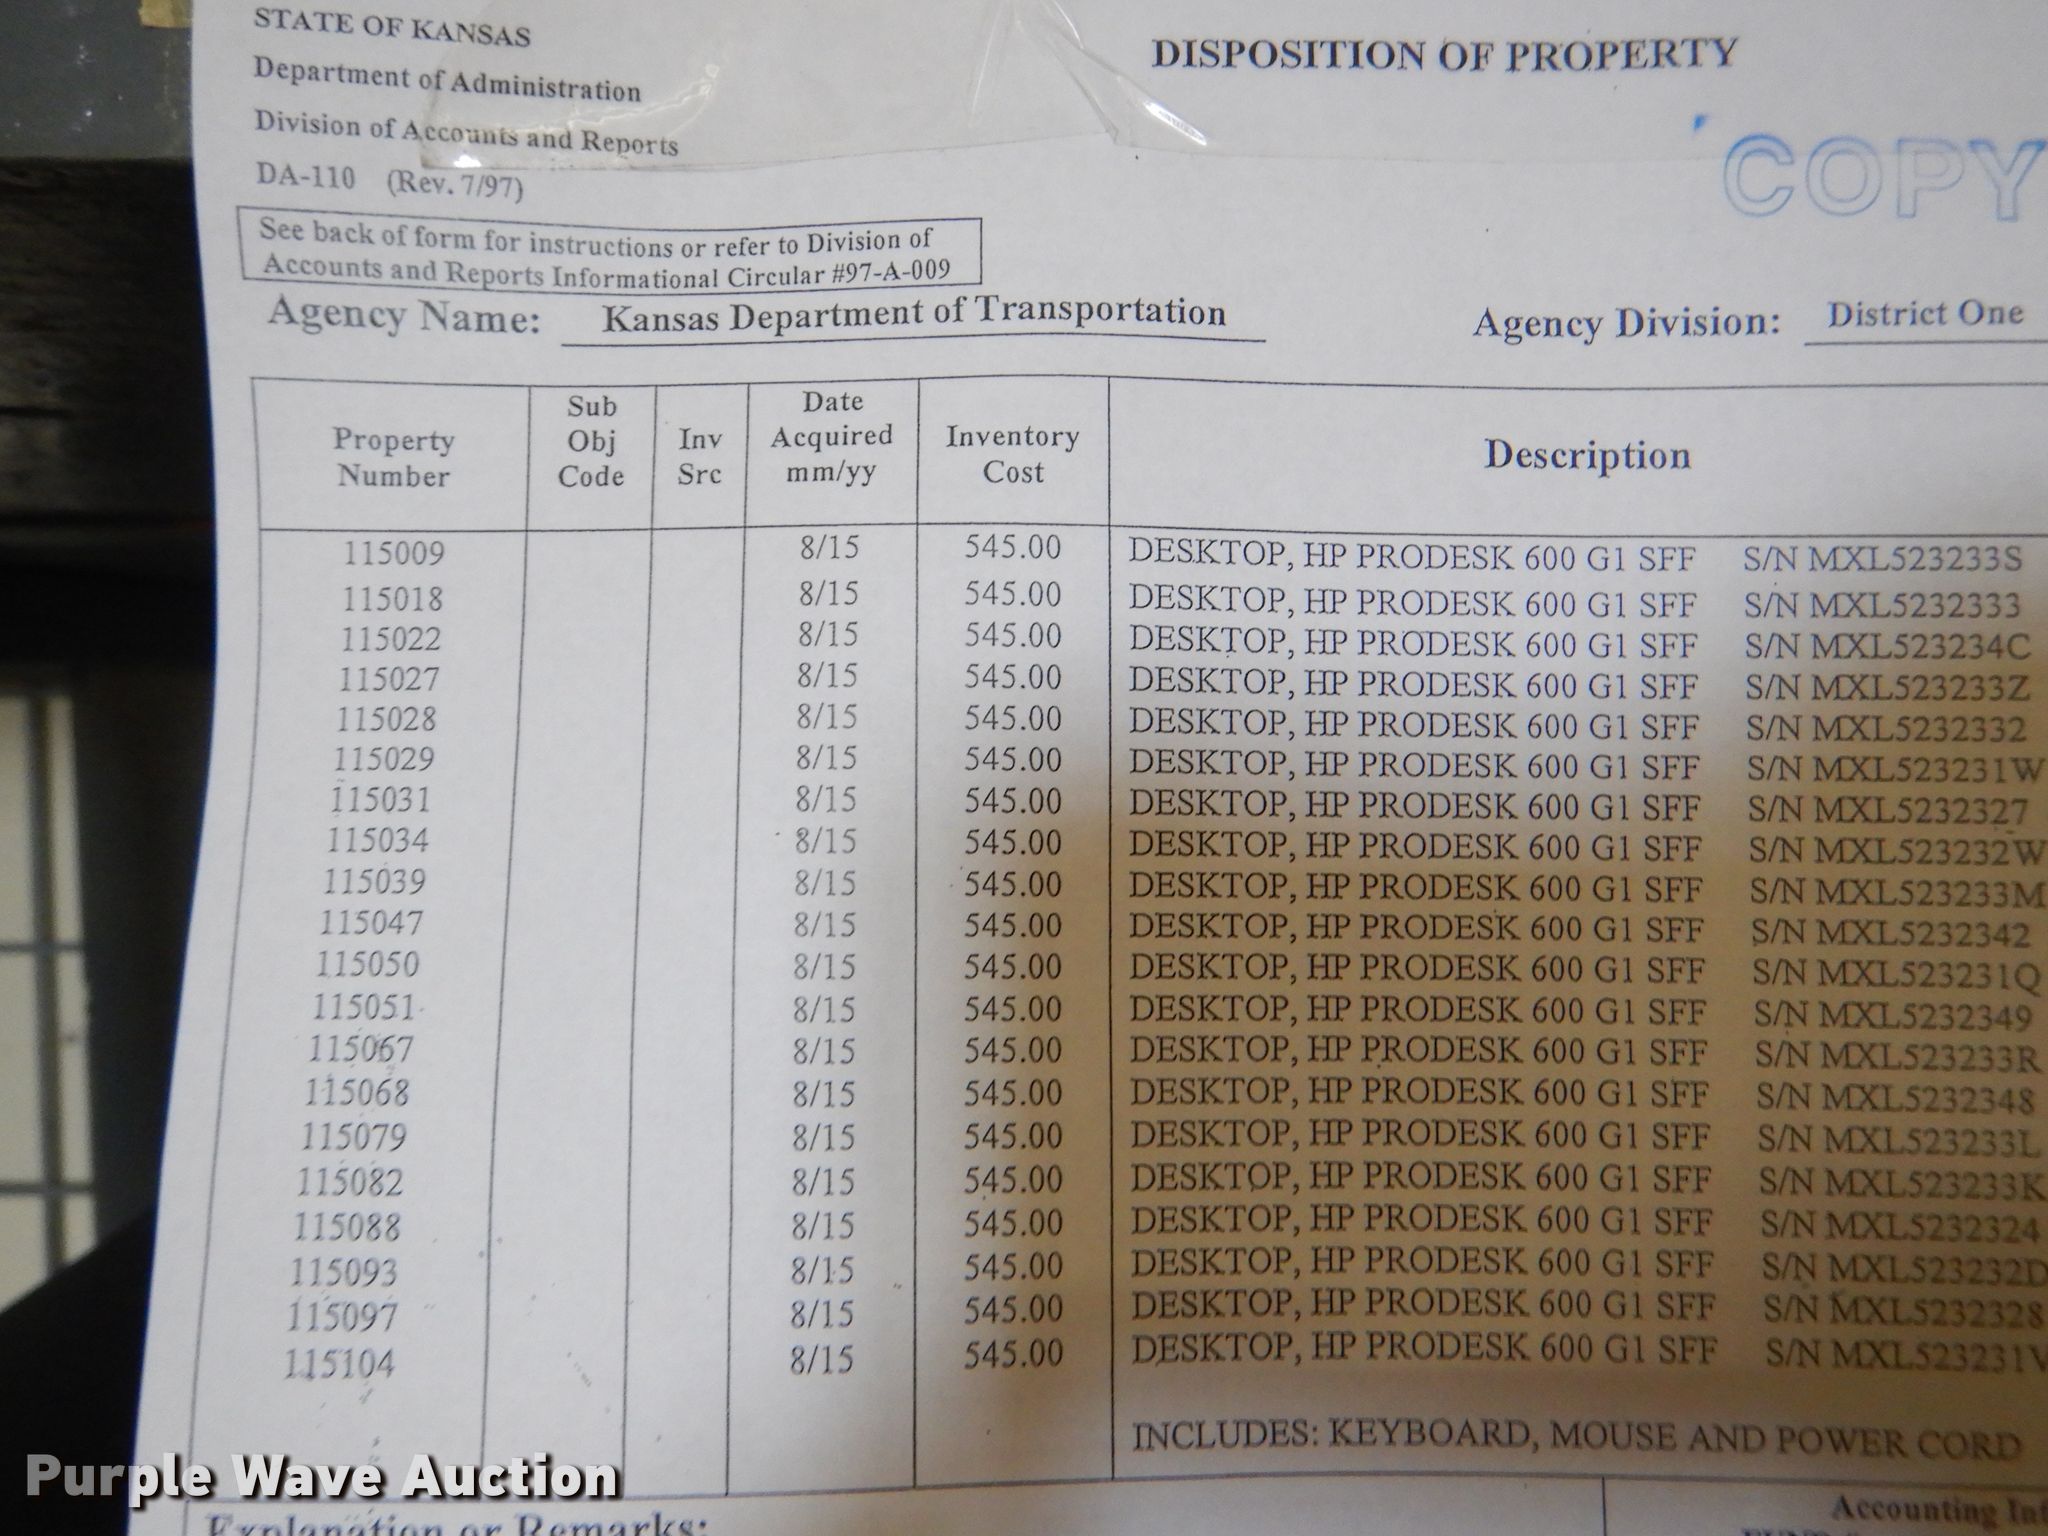 STATE OF KANSAS
Department of Administration
Division of Accounts and Reports
DA-110 (Rev. 7/97)
DISPOSITION OF PROPERTY
COPY
See back of form for instructions or refer to Division of
Accounts and Reports Informational Circular #97-A-009
Agency Name: Kansas Department of Transportation Agency Division: District One
Property Number Sub Obj Code Inv Src Date Acquired mm/yy Inventory Cost Description
115009 8/15 545.00 DESKTOP, HP PRODESK 600 G1 SFF S/N MXL523233S
115018 8/15 545.00 DESKTOP, HP PRODESK 600 G1 SFF S/N MXL5232333
115022 8/15 545.00 DESKTOP, HP PRODESK 600 G1 SFF S/N MXL523234C
115027 8/15 545.00 DESKTOP, HP PRODESK 600 G1 SFF S/N MXL523233Z
115028 8/15 545.00 DESKTOP, HP PRODESK 600 G1 SFF S/N MXL5232332
115029 8/15 545.00 DESKTOP, HP PRODESK 600 G1 SFF S/N MXL523231W
115031 8/15 545.00 DESKTOP, HP PRODESK 600 G1 SFF S/N MXL5232327
115034 8/15 545.00 DESKTOP, HP PRODESK 600 G1 SFF S/N MXL523232W
115039 8/15 545.00 DESKTOP, HP PRODESK 600 G1 SFF S/N MXL523233M
115047 8/15 545.00 DESKTOP, HP PRODESK 600 G1 SFF S/N MXL5232342
115050 8/15 545.00 DESKTOP, HP PRODESK 600 G1 SFF S/N MXL523231Q
115051 8/15 545.00 DESKTOP, HP PRODESK 600 G1 SFF S/N MXL5232349
115067 8/15 545.00 DESKTOP, HP PRODESK 600 G1 SFF S/N MXL523233R
115068 8/15 545.00 DESKTOP, HP PRODESK 600 G1 SFF S/N MXL5232348
115079 8/15 545.00 DESKTOP, HP PRODESK 600 G1 SFF S/N MXL523233L
115082 8/15 545.00 DESKTOP, HP PRODESK 600 G1 SFF S/N MXL523233K
115088 8/15 545.00 DESKTOP, HP PRODESK 600 G1 SFF S/N MXL5232324
115093 8/15 545.00 DESKTOP, HP PRODESK 600 G1 SFF S/N MXL523232D
115097 8/15 545.00 DESKTOP, HP PRODESK 600 G1 SFF S/N MXL5232328
115104 8/15 545.00 DESKTOP, HP PRODESK 600 G1 SFF S/N
INCLUDES: KEYBOARD, MOUSE AND POWER CORD
Purple Wave Auction
Explanation or Remarks:
Accounting Inf